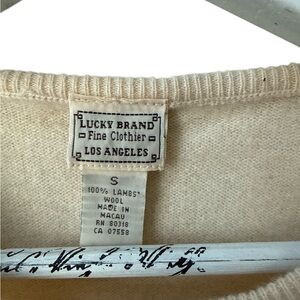 LUCKY BRAND
Fine Clothier
LOS ANGELES
S
100% LAMBS'
WOOL
MADE IN
MACAU
RN 80318
CA 07558